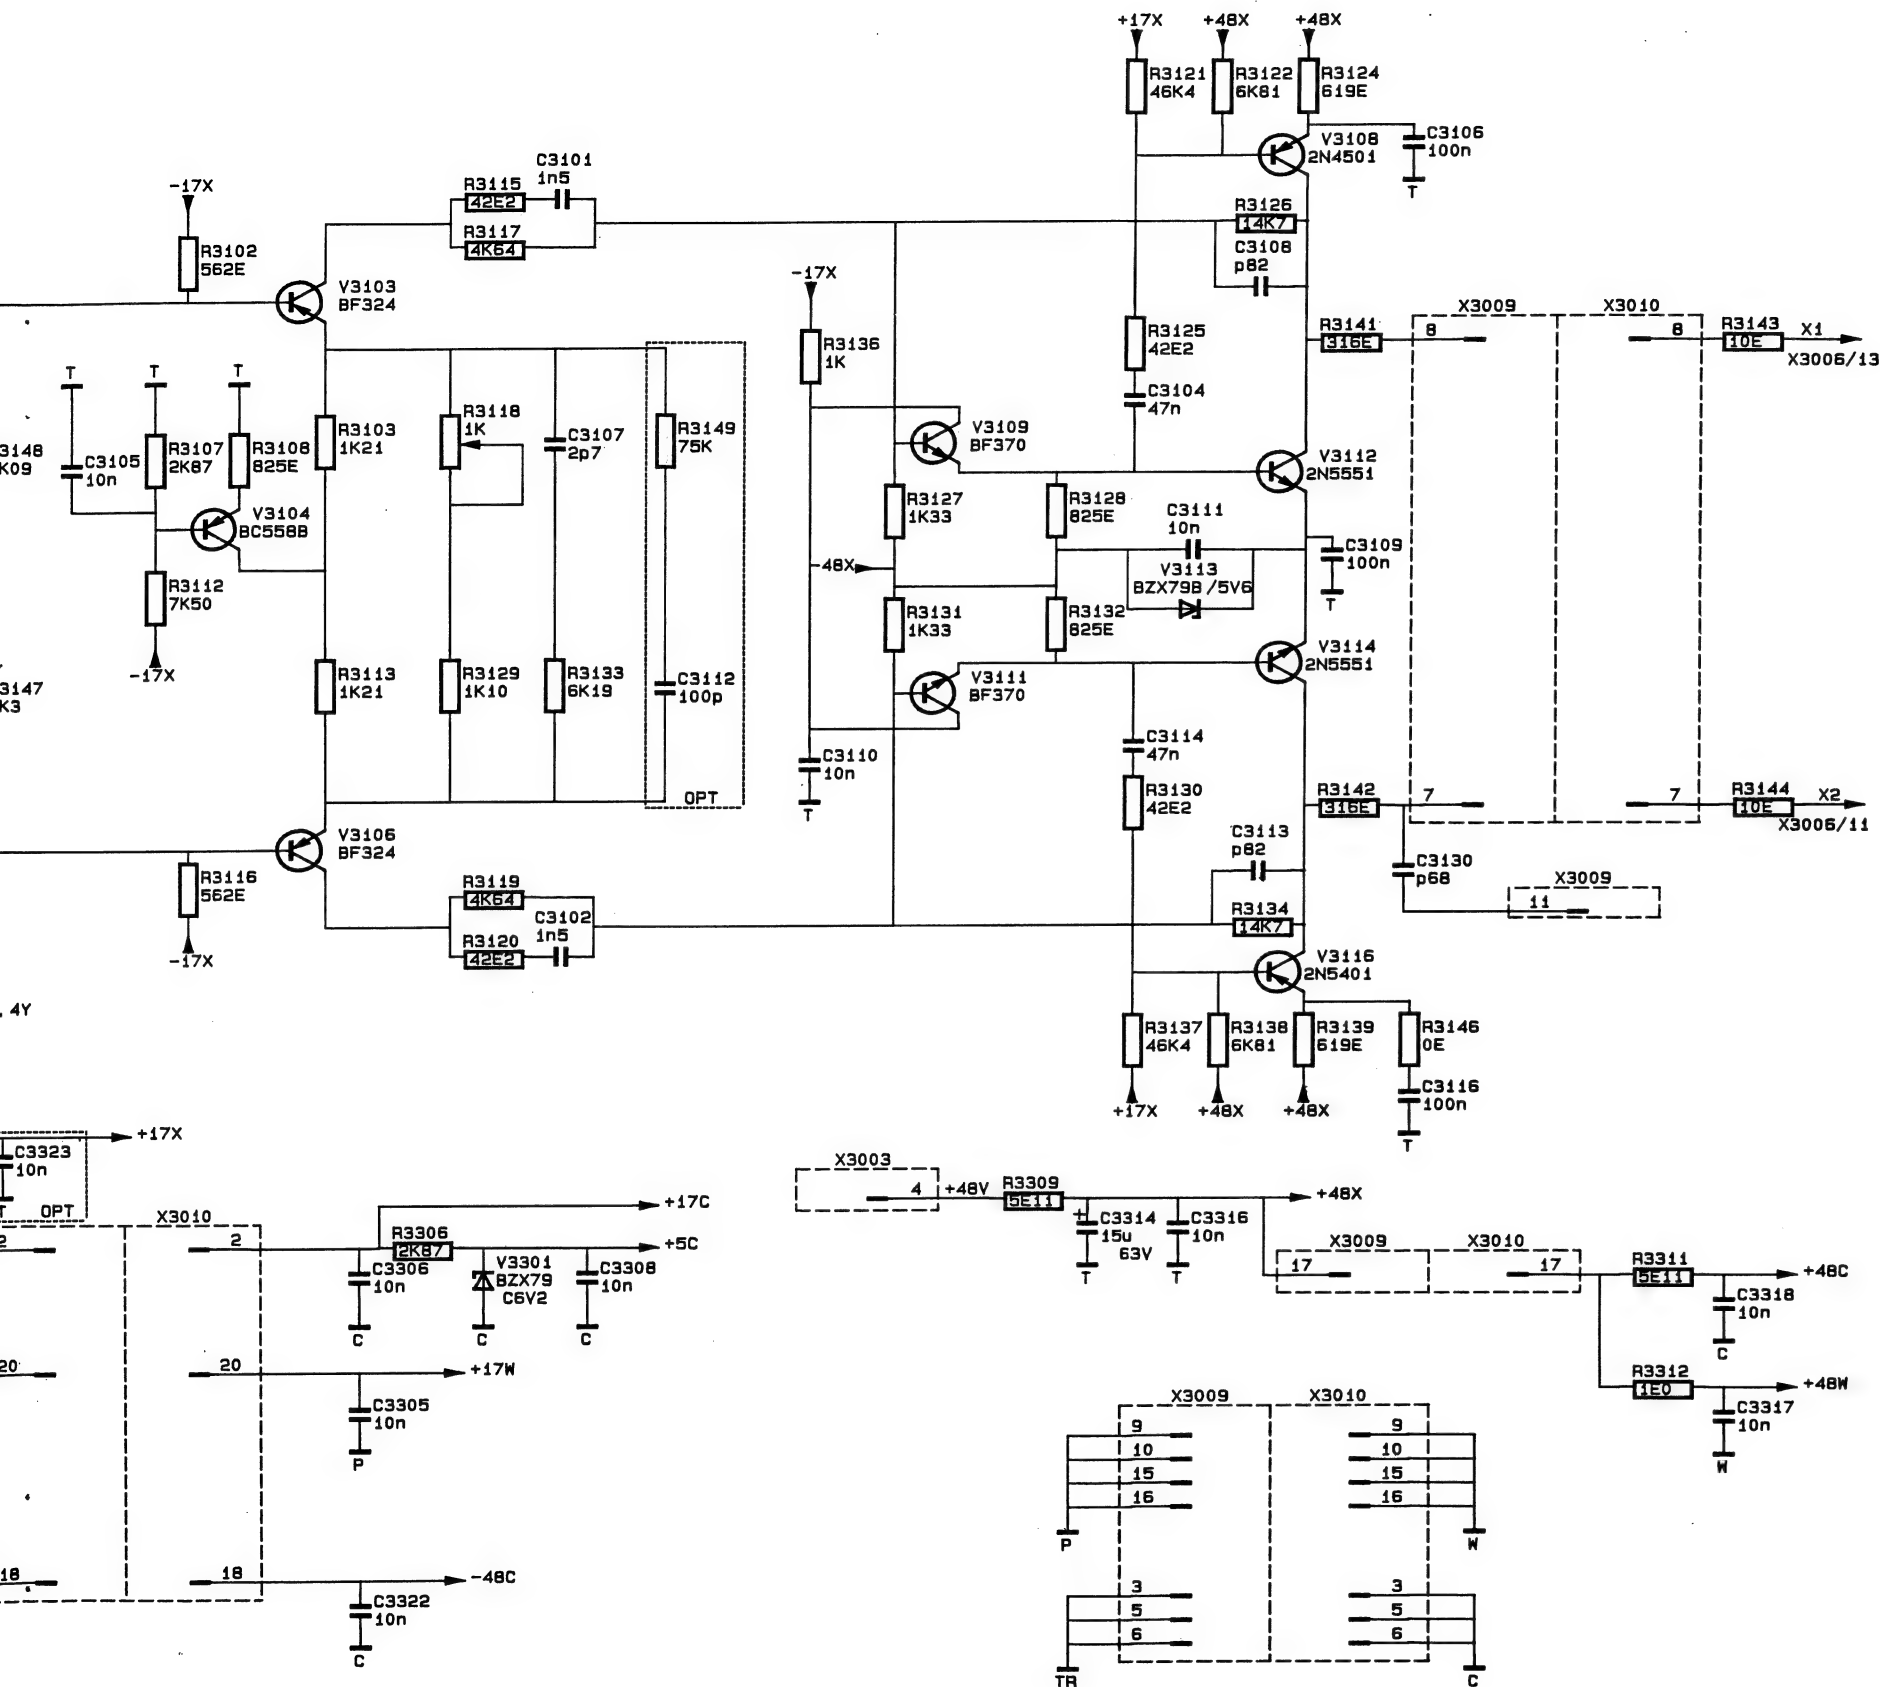 +17X +48X +48X
R3121
46K4
R3122
6K81
R3124
619E
V3108
2N4501
C3106
100n
T
C3101
1n5
R3115
42E2
R3117
4K64
-17X
R3102
562E
V3103
BF324
R3126
14K7
C3108
p82
-17X
R3136
1K
R3125
42E2
C3104
47n
R3141
316E
X3009 X3010
8 8
R3143
10E
X1
X3006/13
T T T
3148
K09
C3105
10n
R3107
2K87
R3108
825E
R3103
1K21
R3118
1K
C3107
2p7
R3149
75K
V3109
BF370
V3112
2N5551
V3104
BC558B
R3127
1K33
R3128
825E
C3111
10n
C3109
100n
T
-48X
V3113
BZX79B/5V6
R3112
7K50
-17X
R3131
1K33
R3132
825E
V3114
2N5551
3147
K3
R3113
1K21
R3129
1K10
R3133
6K19
C3112
100p
V3111
BF370
C3110
10n
T
OPT
C3114
47n
R3130
42E2
R3142
316E
7 7
R3144
10E
X2
X3006/11
V3106
BF324
C3113
p82
C3130
p68
X3009
11
R3116
562E
-17X
R3119
4K64
C3102
1n5
R3120
42E2
R3134
14K7
V3116
2N5401
, 4Y
R3137
46K4
R3138
6K81
R3139
619E
R3146
0E
C3116
100n
T
+17X +48X +48X
+17X
C3323
10n
T OPT
X3010
2 2
+17C
R3306
2K87
+5C
C3306
10n
C
V3301
BZX79
C6V2
C
C3308
10n
C
20 20
+17W
C3305
10n
P
18 18
-48C
C3322
10n
C
X3003
4
+48V
R3309
5E11
+48X
+
C3314
15u
63V
T
C3316
10n
T
X3009 X3010
17 17
R3311
5E11
+48C
C3318
10n
C
R3312
1E0
+48W
C3317
10n
W
X3009 X3010
9 9
10 10
15 15
16 16
P W
3 3
5 5
6 6
TR C